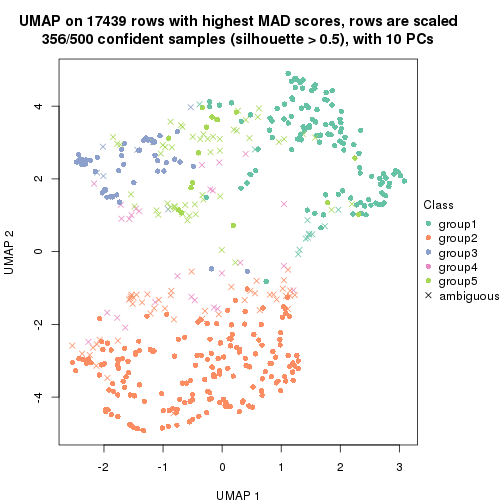 UMAP on 17439 rows with highest MAD scores, rows are scaled
356/500 confident samples (silhouette > 0.5), with 10 PCs
4
2
0
-2
-4
UMAP 2
-2
-1
0
1
2
3
UMAP 1
Class
group1
group2
group3
group4
group5
ambiguous